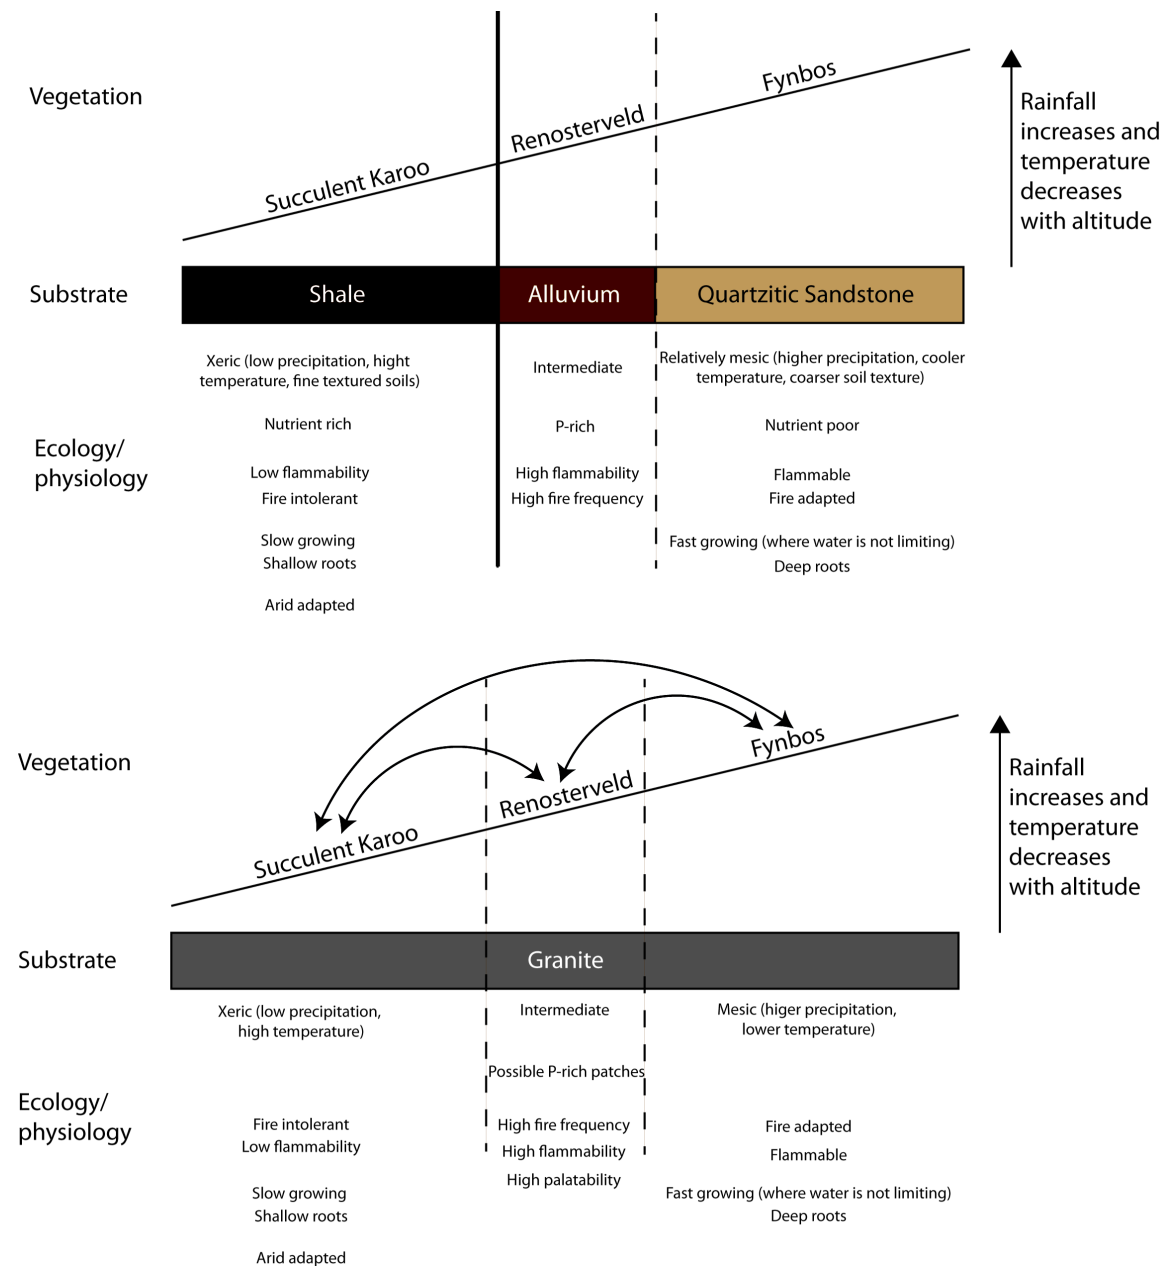 Vegetation
Succulent Karoo
Renosterveld
Fynbos
Rainfall
increases and
temperature
decreases
with altitude
Substrate
Shale
Alluvium
Quartzitic Sandstone
Xeric (low precipitation, hight
temperature, fine textured soils)
Intermediate
Relatively mesic (higher precipitation, cooler
temperature, coarser soil texture)
Ecology/
physiology
Nutrient rich
P-rich
Nutrient poor
Low flammability
High flammability
Flammable
Fire intolerant
High fire frequency
Fire adapted
Slow growing
Fast growing (where water is not limiting)
Shallow roots
Deep roots
Arid adapted
Vegetation
Succulent Karoo
Renosterveld
Fynbos
Rainfall
increases and
temperature
decreases
with altitude
Substrate
Granite
Xeric (low precipitation,
high temperature)
Intermediate
Mesic (higer precipitation,
lower temperature)
Possible P-rich patches
Ecology/
physiology
Fire intolerant
High fire frequency
Fire adapted
Low flammability
High flammability
Flammable
High palatability
Slow growing
Fast growing (where water is not limiting)
Shallow roots
Deep roots
Arid adapted